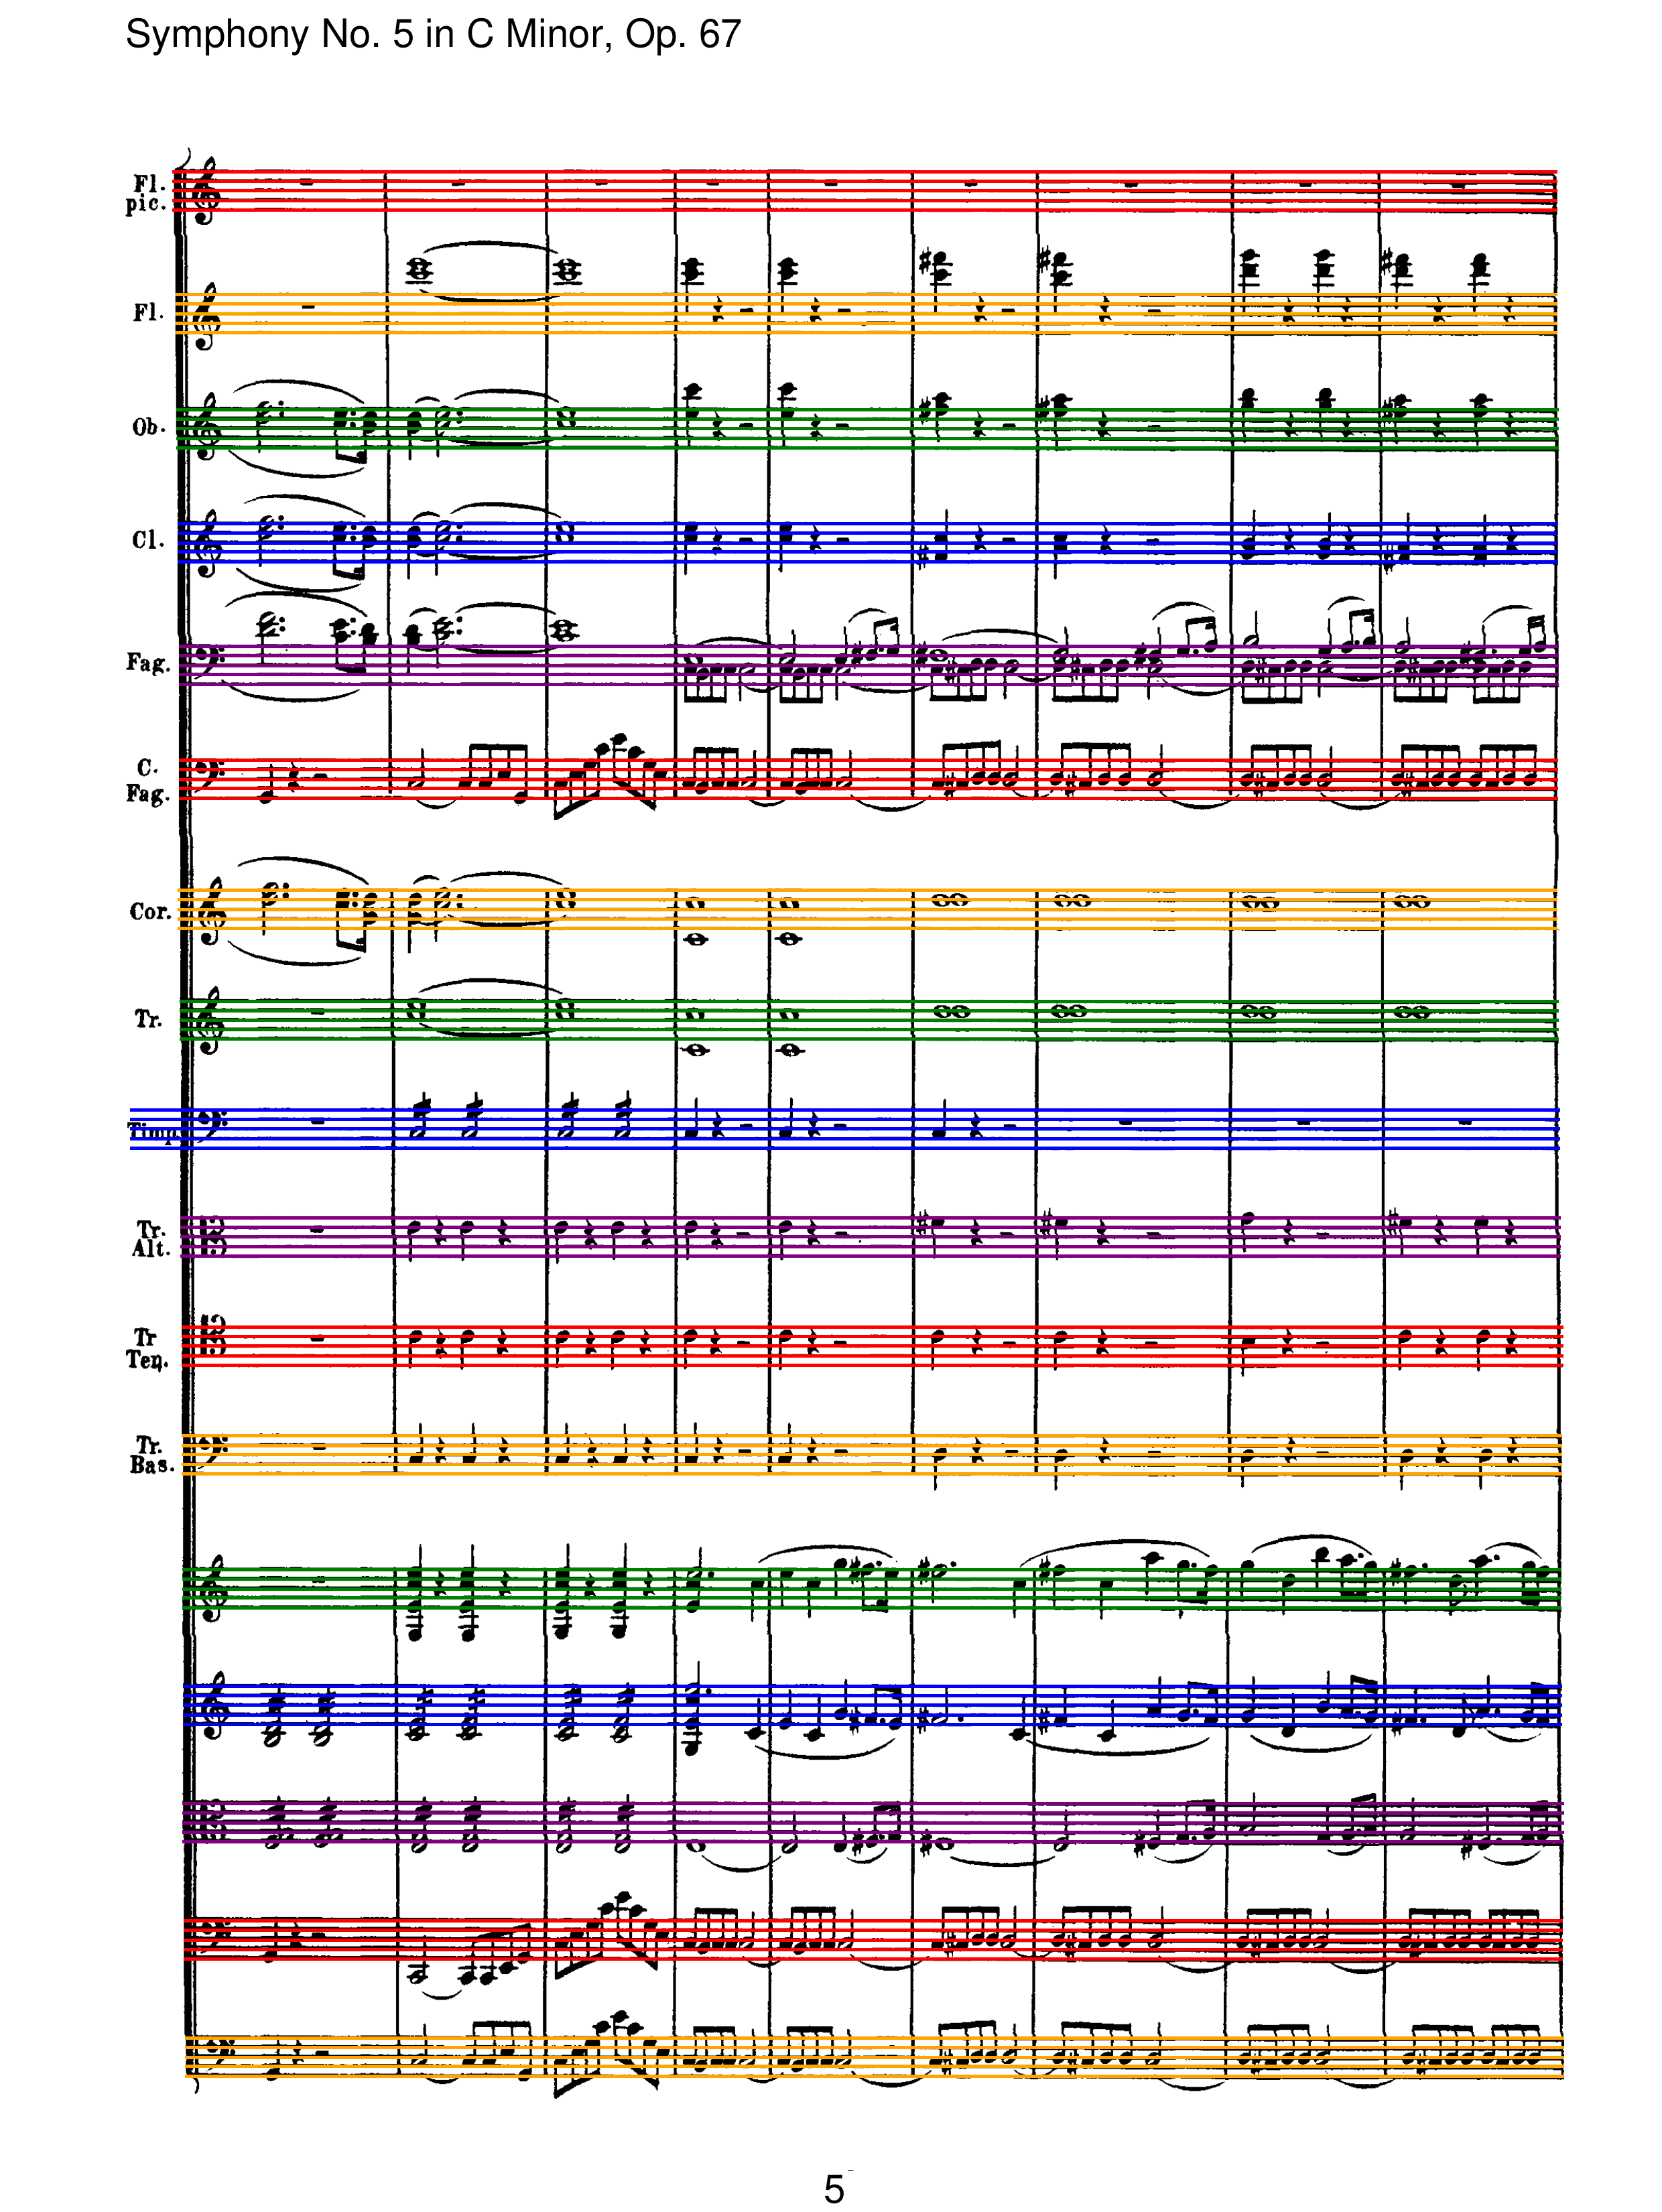 Symphony No. 5 in C Minor, Op. 67
Fl.
pic.
Fl.
Ob.
Cl.
Fag.
C.
Fag.
Cor.
Tr.
Timp.
Tr.
Alt.
Tr
Ten.
Tr.
Bas.
5